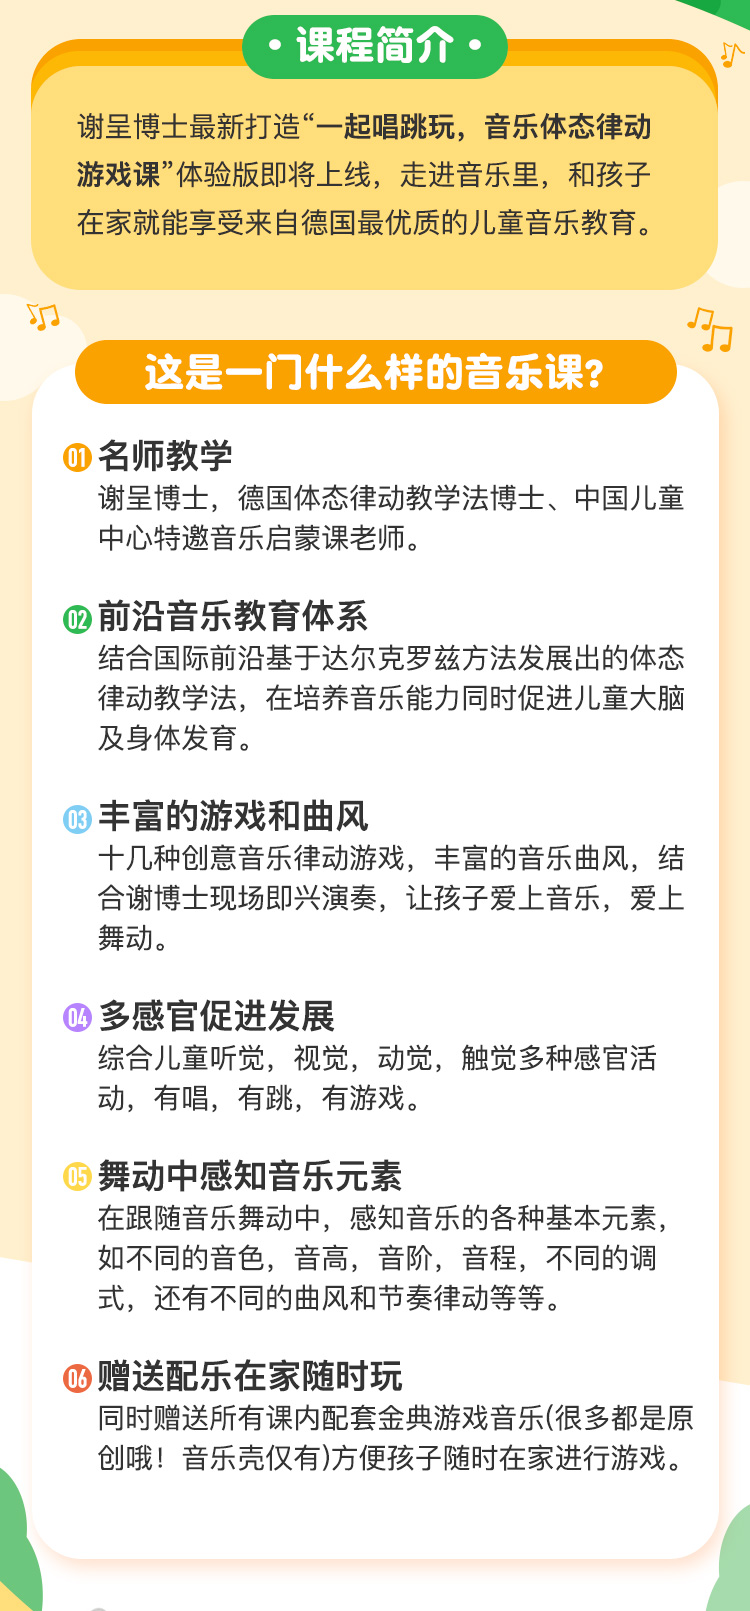 ·课程简介·
谢呈博士最新打造“一起唱跳玩，音乐体态律动
游戏课”体验版即将上线，走进音乐里，和孩子
在家就能享受来自德国最优质的儿童音乐教育。
这是一门什么样的音乐课?
01 名师教学
谢呈博士，德国体态律动教学法博士、中国儿童
中心特邀音乐启蒙课老师。
02 前沿音乐教育体系
结合国际前沿基于达尔克罗兹方法发展出的体态
律动教学法，在培养音乐能力同时促进儿童大脑
及身体发育。
03 丰富的游戏和曲风
十几种创意音乐律动游戏，丰富的音乐曲风，结
合谢博士现场即兴演奏，让孩子爱上音乐，爱上
舞动。
04 多感官促进发展
综合儿童听觉，视觉，动觉，触觉多种感官活
动，有唱，有跳，有游戏。
05 舞动中感知音乐元素
在跟随音乐舞动中，感知音乐的各种基本元素，
如不同的音色，音高，音阶，音程，不同的调
式，还有不同的曲风和节奏律动等等。
06 赠送配乐在家随时玩
同时赠送所有课内配套金典游戏音乐(很多都是原
创哦！音乐壳仅有)方便孩子随时在家进行游戏。